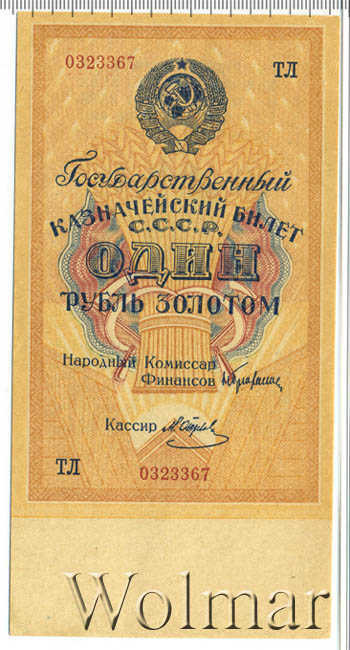 0323367
ТЛ
Государственный
КАЗНАЧЕЙСКИЙ БИЛЕТ
С.С.С.Р.
ОДИН
РУБЛЬ ЗОЛОТОМ
Народный Комиссар
Финансов
Кассир
ТЛ
0323367
Wolmar